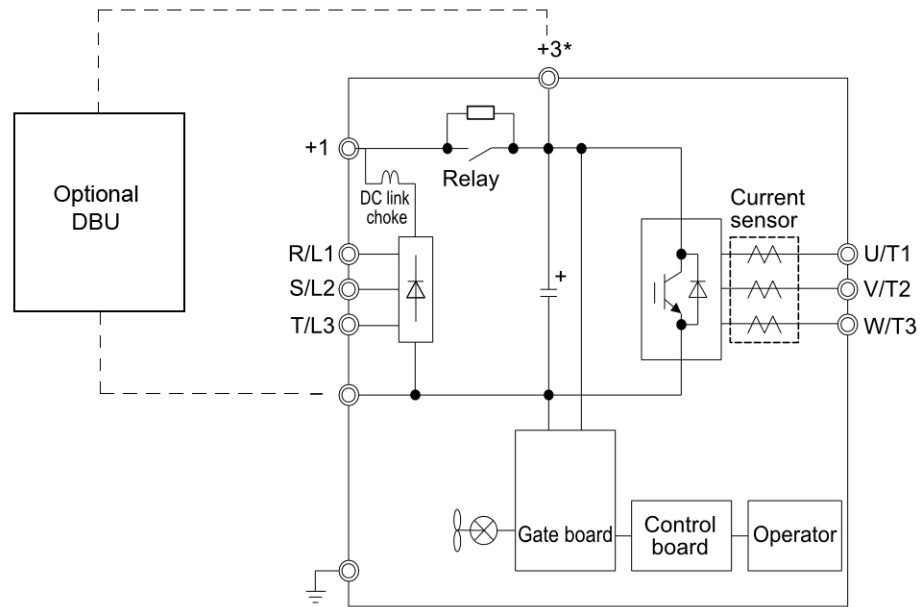 +3*
+1
Relay
Optional
DBU
DC link
choke
Current
sensor
R/L1
S/L2
T/L3
+
U/T1
V/T2
W/T3
−
Gate board
Control
board
Operator